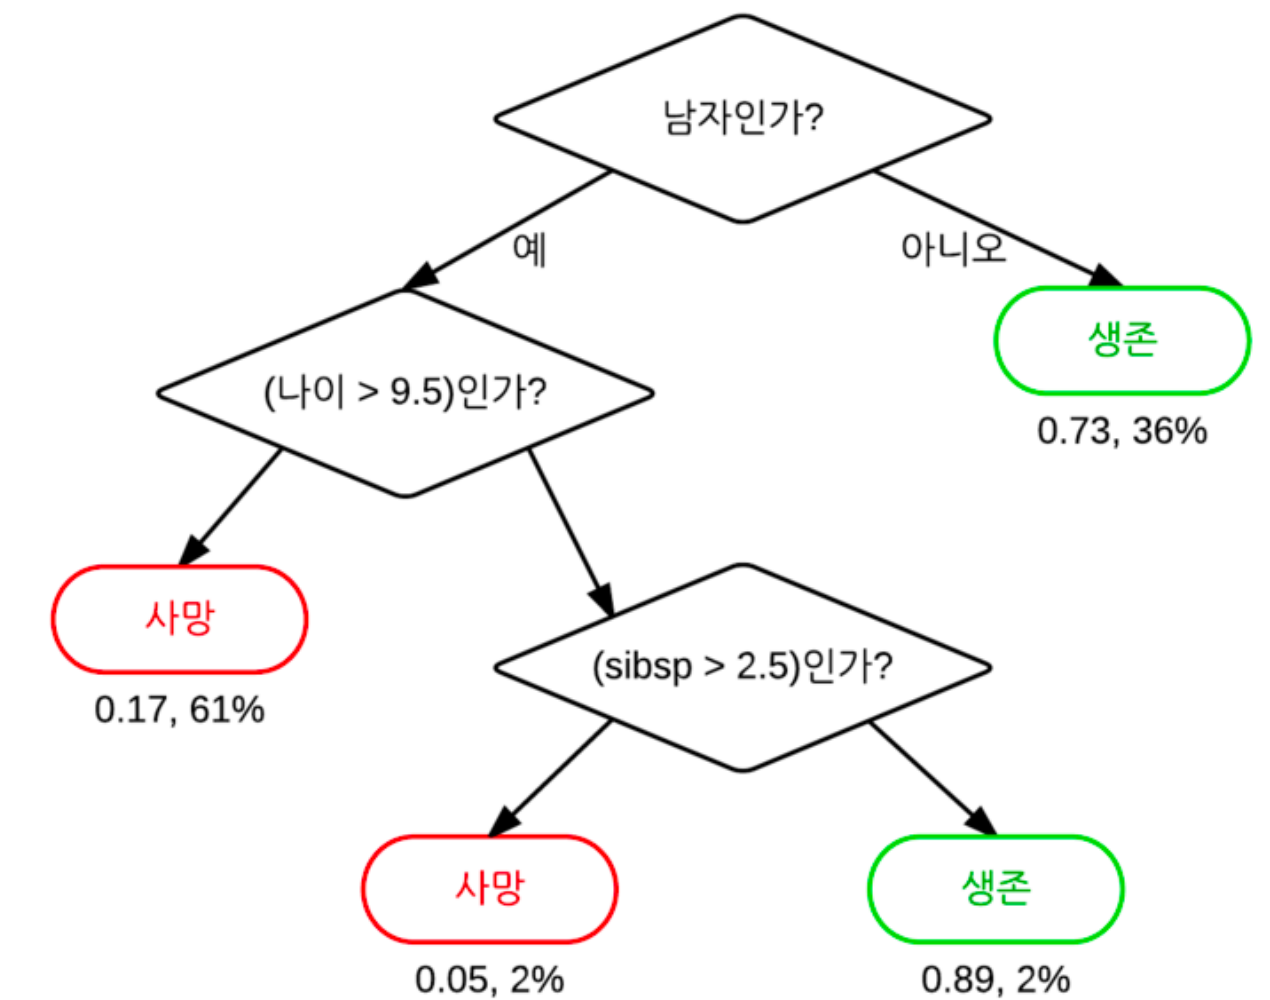 남자인가?
예
아니오
생존
0.73, 36%
(나이 > 9.5)인가?
사망
0.17, 61%
(sibsp > 2.5)인가?
사망
0.05, 2%
생존
0.89, 2%